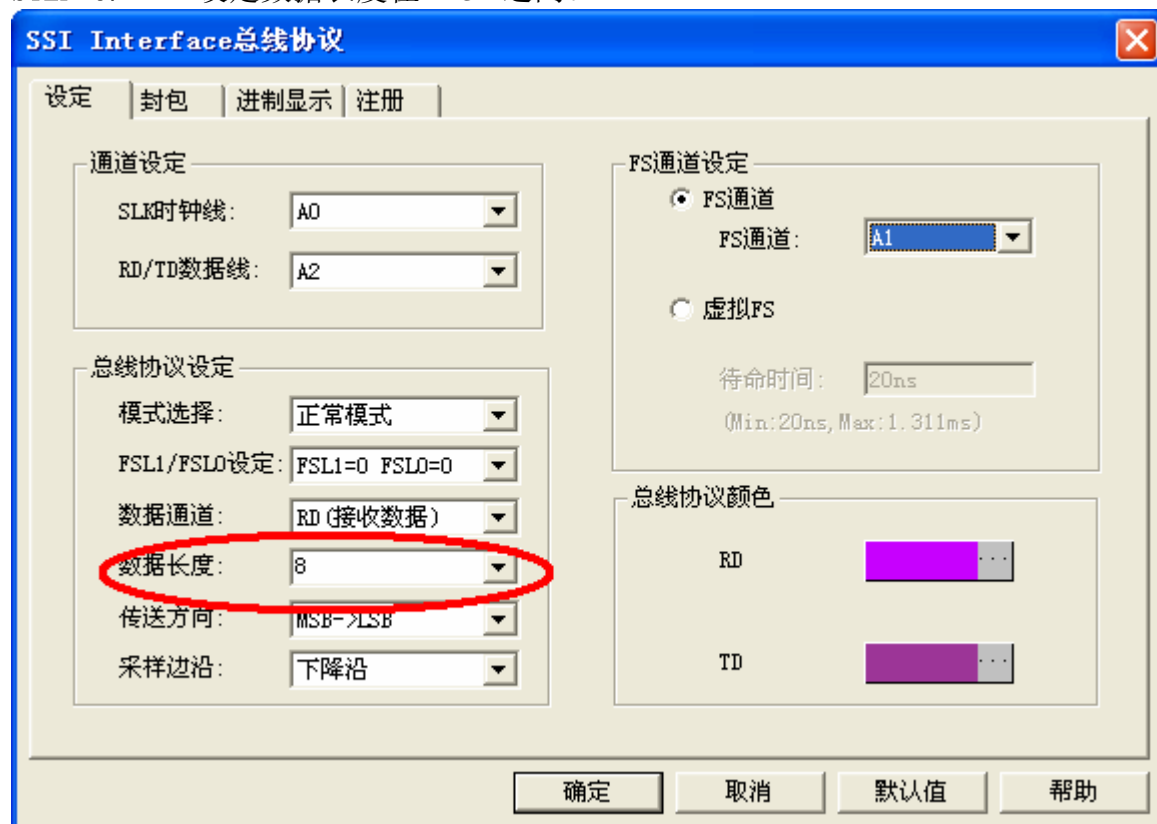 SSI Interface总线协议
设定 封包 进制显示 注册
通道设定
SLK时钟线: A0
RD/TD数据线: A2
FS通道设定
FS通道
FS通道: A1
虚拟FS
待命时间: 20ns
(Min:20ns,Max:1.311ms)
总线协议设定
模式选择: 正常模式
FSL1/FSL0设定: FSL1=0 FSL0=0
数据通道: RD(接收数据)
数据长度: 8
传送方向: MSB->LSB
采样边沿: 下降沿
总线协议颜色
RD ...
TD ...
确定 取消 默认值 帮助